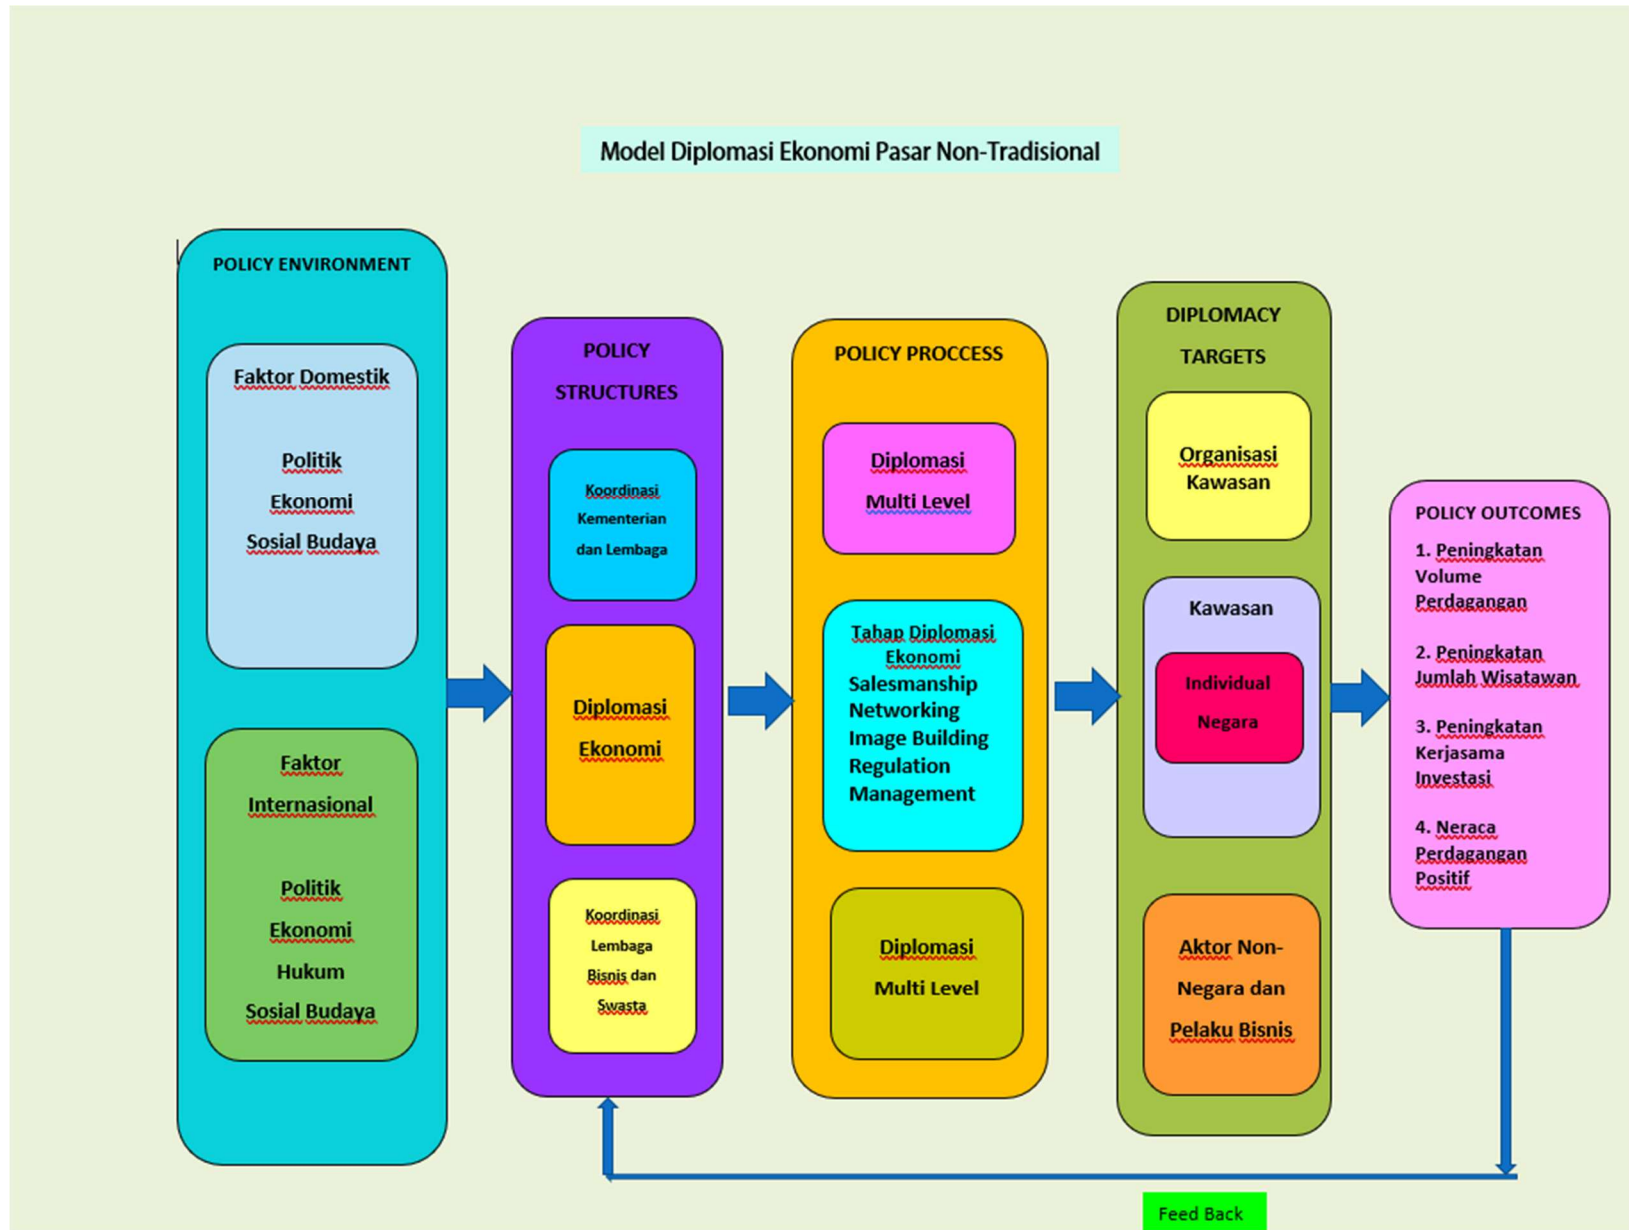 Model Diplomasi Ekonomi Pasar Non-Tradisional
POLICY ENVIRONMENT
Faktor Domestik
Politik
Ekonomi
Sosial Budaya
Faktor
Internasional
Politik
Ekonomi
Hukum
Sosial Budaya
POLICY
STRUCTURES
Koordinasi
Kementerian
dan Lembaga
Diplomasi
Ekonomi
Koordinasi
Lembaga
Bisnis dan
Swasta
POLICY PROCCESS
Diplomasi
Multi Level
Tahap Diplomasi
Ekonomi
Salesmanship
Networking
Image Building
Regulation
Management
Diplomasi
Multi Level
DIPLOMACY
TARGETS
Organisasi
Kawasan
Kawasan
Individual
Negara
Aktor Non-
Negara dan
Pelaku Bisnis
POLICY OUTCOMES
1. Peningkatan
Volume
Perdagangan
2. Peningkatan
Jumlah Wisatawan
3. Peningkatan
Kerjasama
Investasi
4. Neraca
Perdagangan
Positif
Feed Back